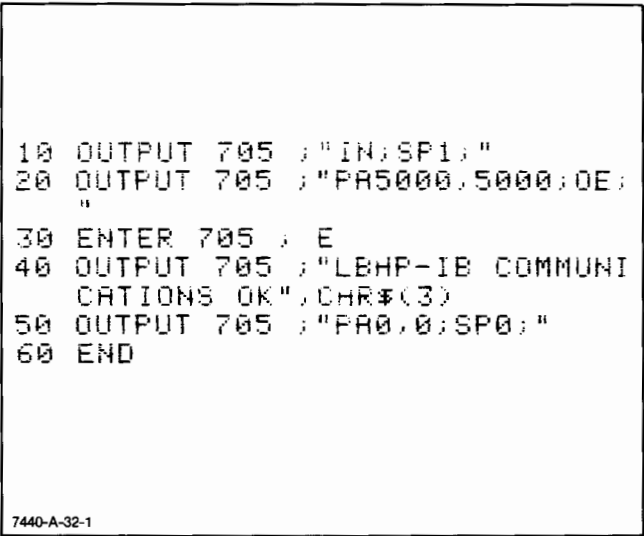 10 OUTPUT 705 ;"IN;SP1;"
20 OUTPUT 705 ;"PA5000,5000;OE;
"
30 ENTER 705 ; E
40 OUTPUT 705 ;"LBHP-IB COMMUNI
CATIONS OK",CHR$(3)
50 OUTPUT 705 ;"PA0,0;SP0;"
60 END
7440-A-32-1